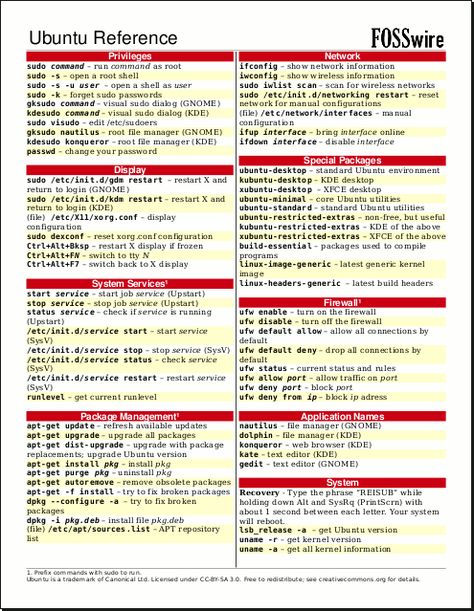 Ubuntu Reference
FOSSwire
Privileges
sudo command – run command as root
sudo -s – open a root shell
sudo -s -u user – open a shell as user
sudo -k – forget sudo passwords
gksudo command – visual sudo dialog (GNOME)
kdesudo command – visual sudo dialog (KDE)
sudo visudo – edit /etc/sudoers
gksudo nautilus – root file manager (GNOME)
kdesudo konqueror – root file manager (KDE)
passwd – change your password
Display
sudo /etc/init.d/gdm restart – restart X and
return to login (GNOME)
sudo /etc/init.d/kdm restart – restart X and
return to login (KDE)
(file) /etc/X11/xorg.conf – display
configuration
sudo dexconf – reset xorg.conf configuration
Ctrl+Alt+Bksp – restart X display if frozen
Ctrl+Alt+FN – switch to tty N
Ctrl+Alt+F7 – switch back to X display
System Services¹
start service – start job service (Upstart)
stop service – stop job service (Upstart)
status service – check if service is running
(Upstart)
/etc/init.d/service start – start service
(SysV)
/etc/init.d/service stop – stop service (SysV)
/etc/init.d/service status – check service
(SysV)
/etc/init.d/service restart – restart service
(SysV)
runlevel – get current runlevel
Package Management¹
apt-get update – refresh available updates
apt-get upgrade – upgrade all packages
apt-get dist-upgrade – upgrade with package
replacements; upgrade Ubuntu version
apt-get install pkg – install pkg
apt-get purge pkg – uninstall pkg
apt-get autoremove – remove obsolete packages
apt-get -f install – try to fix broken packages
dpkg --configure -a – try to fix broken
packages
dpkg -i pkg.deb – install file pkg.deb
(file) /etc/apt/sources.list – APT repository
list
Network
ifconfig – show network information
iwconfig – show wireless information
sudo iwlist scan – scan for wireless networks
sudo /etc/init.d/networking restart – reset
network for manual configurations
(file) /etc/network/interfaces – manual
configuration
ifup interface – bring interface online
ifdown interface – disable interface
Special Packages
ubuntu-desktop – standard Ubuntu environment
kubuntu-desktop – KDE desktop
xubuntu-desktop – XFCE desktop
ubuntu-minimal – core Ubuntu utilities
ubuntu-standard – standard Ubuntu utilities
ubuntu-restricted-extras – non-free, but useful
kubuntu-restricted-extras – KDE of the above
xubuntu-restricted-extras – XFCE of the above
build-essential – packages used to compile
programs
linux-image-generic – latest generic kernel
image
linux-headers-generic – latest build headers
Firewall¹
ufw enable – turn on the firewall
ufw disable – turn off the firewall
ufw default allow – allow all connections by
default
ufw default deny – drop all connections by
default
ufw status – current status and rules
ufw allow port – allow traffic on port
ufw deny port – block port
ufw deny from ip – block ip adress
Application Names
nautilus – file manager (GNOME)
dolphin – file manager (KDE)
konqueror – web browser (KDE)
kate – text editor (KDE)
gedit – text editor (GNOME)
System
Recovery - Type the phrase "REISUB" while
holding down Alt and SysRq (PrintScrn) with
about 1 second between each letter. Your system
will reboot.
lsb_release -a – get Ubuntu version
uname -r – get kernel version
uname -a – get all kernel information
1. Prefix commands with sudo to run.
Ubuntu is a trademark of Canonical Ltd. Licensed under CC-BY-SA 3.0. Free to redistribute; see creativecommons.org for details.